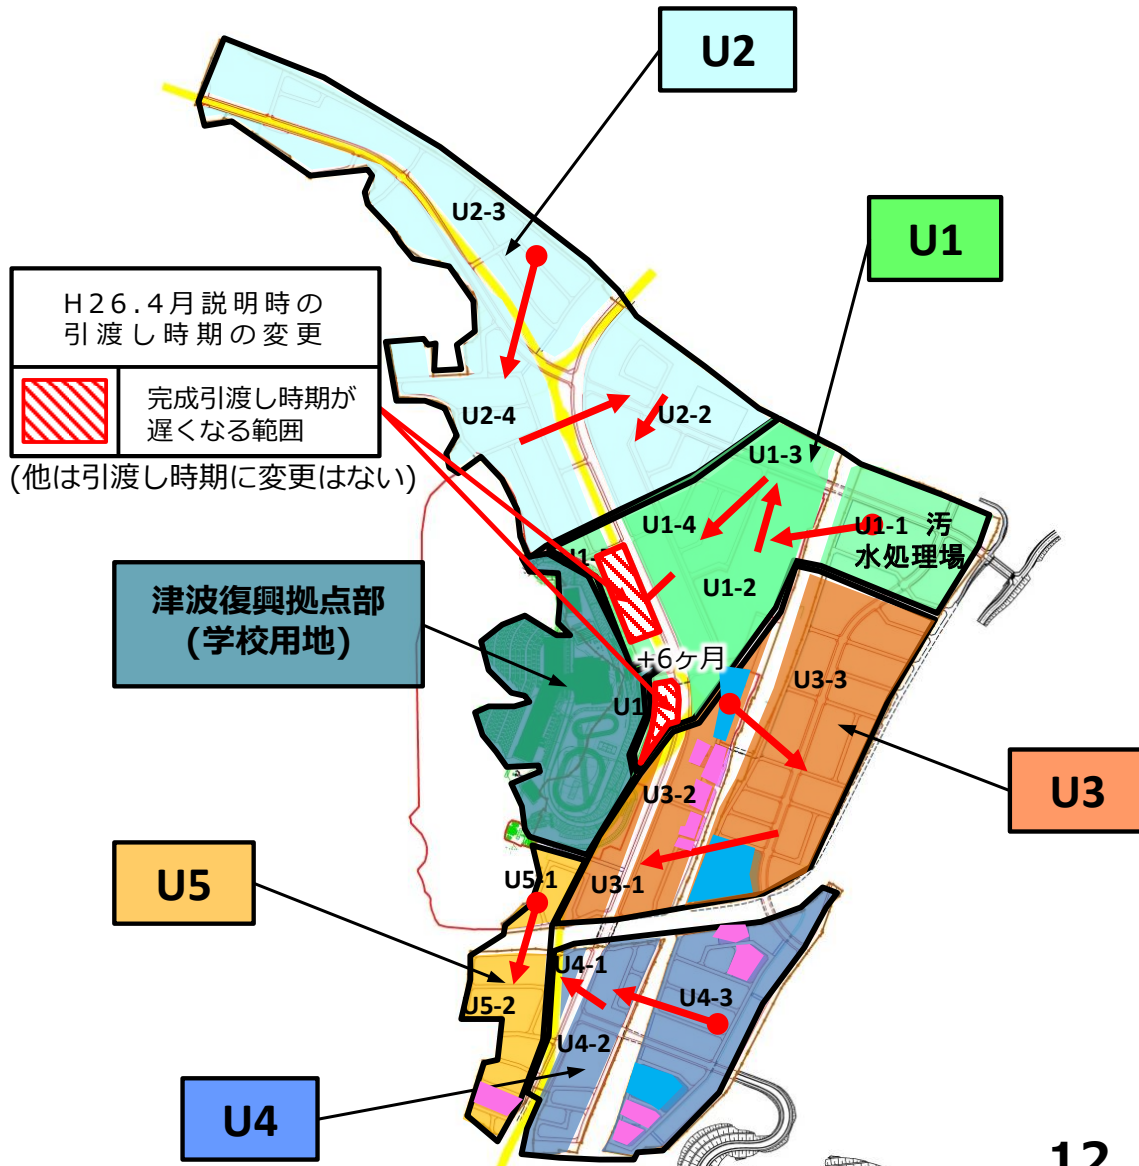 U2
U2-3
U1
H26.4月説明時の
引渡し時期の変更
完成引渡し時期が
遅くなる範囲
(他は引渡し時期に変更はない)
U2-4
U2-2
U1-3
U1-4
U1-1 汚
水処理場
U1-2
津波復興拠点部
(学校用地)
+6ヶ月
U3-3
U3-2
U3
U3-1
U5
U5-1
U5-2
U4-1
U4-3
U4-2
U4
12